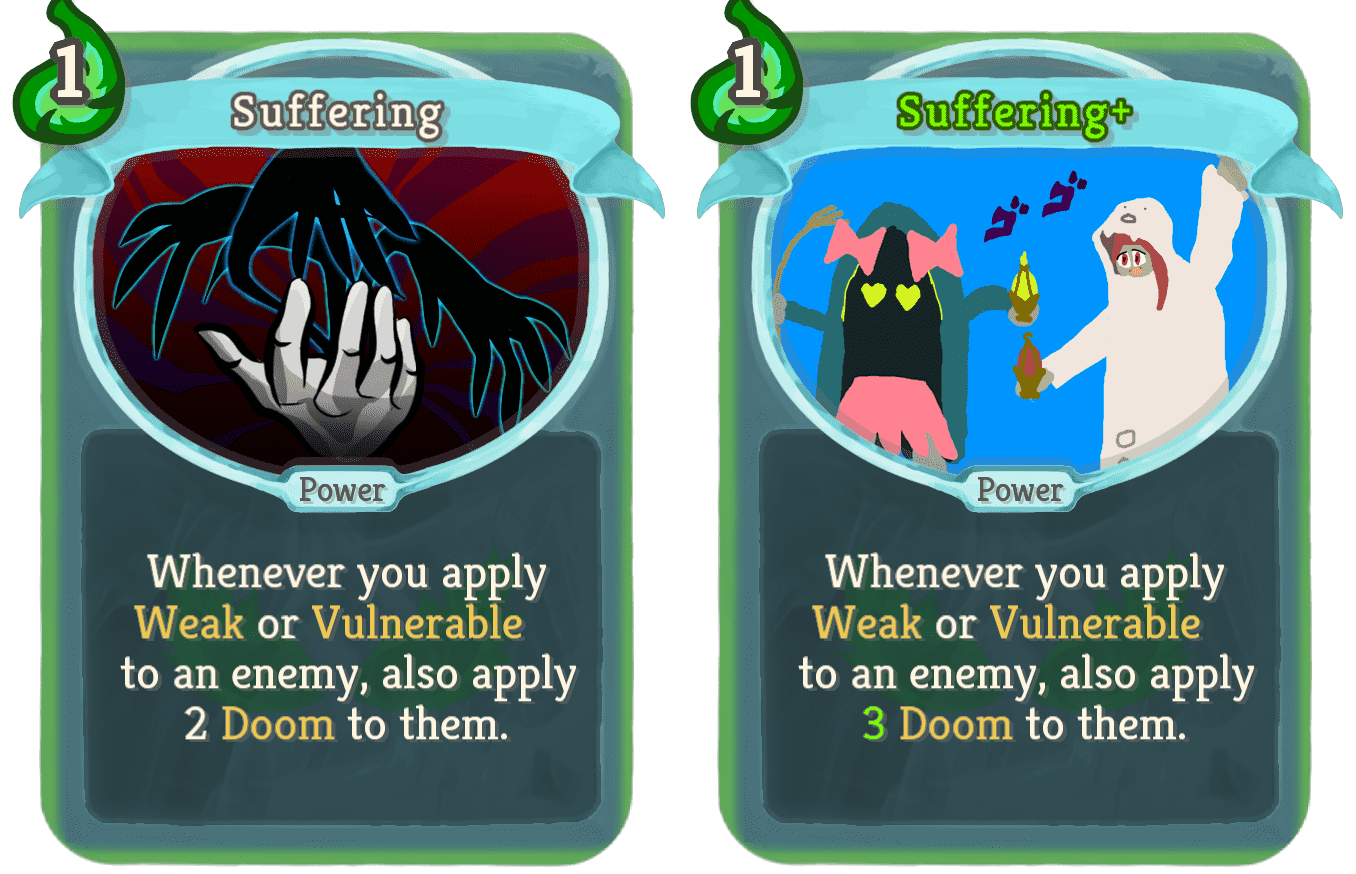 1
Suffering
Power
Whenever you apply
Weak or Vulnerable
to an enemy, also apply
2 Doom to them.
1
Suffering+
Power
Whenever you apply
Weak or Vulnerable
to an enemy, also apply
3 Doom to them.